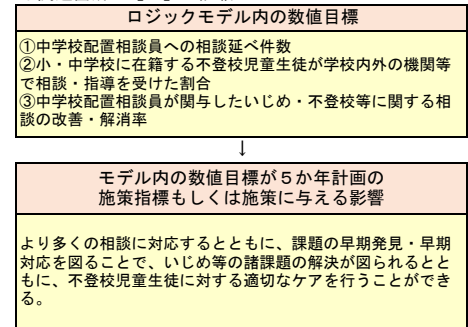 ロジックモデル内の数値目標
①中学校配置相談員への相談延べ件数
②小・中学校に在籍する不登校児童生徒が学校内外の機関等
で相談・指導を受けた割合
③中学校配置相談員が関与したいじめ・不登校等に関する相
談の改善・解消率
↓
モデル内の数値目標が5か年計画の
施策指標もしくは施策に与える影響
より多くの相談に対応するとともに、課題の早期発見・早期
対応を図ることで、いじめ等の諸課題の解決が図られるとと
もに、不登校児童生徒に対する適切なケアを行うことができ
る。